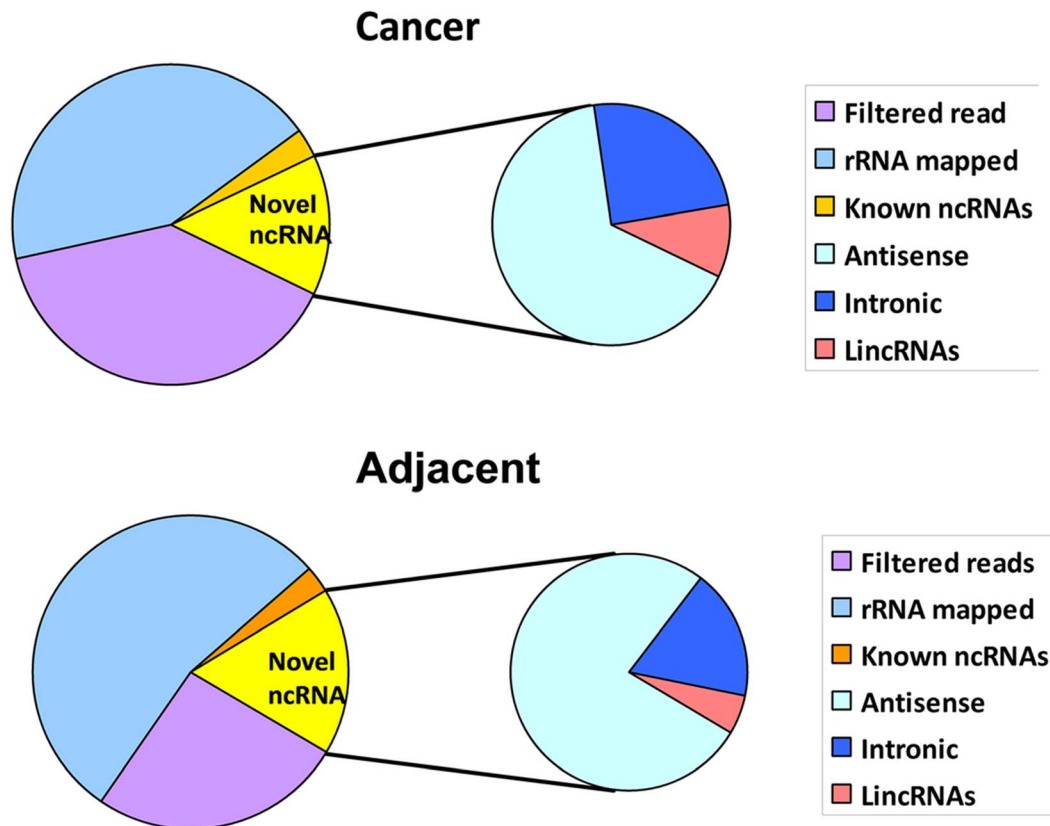 Cancer
Novel
ncRNA
Filtered read
rRNA mapped
Known ncRNAs
Antisense
Intronic
LincRNAs
Adjacent
Novel
ncRNA
Filtered reads
rRNA mapped
Known ncRNAs
Antisense
Intronic
LincRNAs